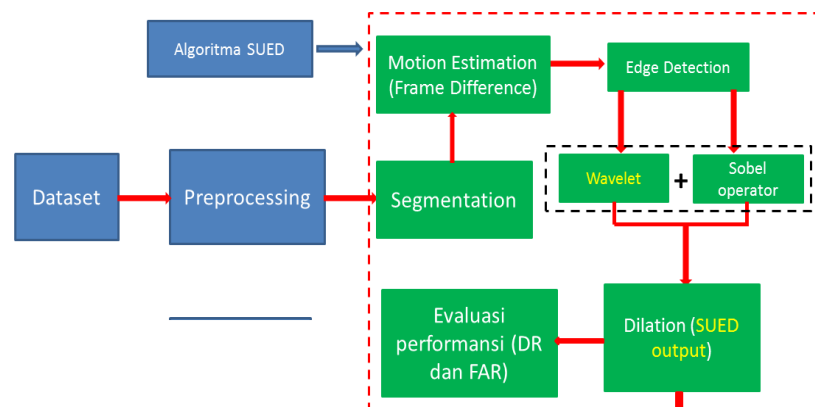 Algoritma SUED
Motion Estimation
(Frame Difference)
Edge Detection
Dataset
Preprocessing
Segmentation
Wavelet
+
Sobel
operator
Evaluasi
performansi (DR
dan FAR)
Dilation (SUED
output)